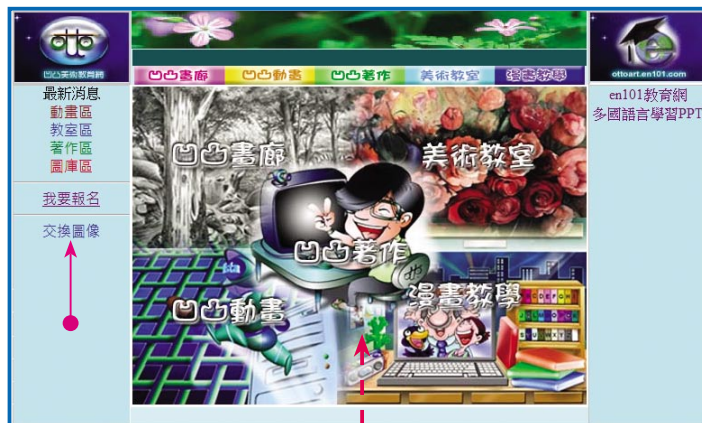 otto
凹凸美術教育網
最新消息
動畫區
教室區
著作區
圖庫區
我要報名
交換圖像
凹凸畫廊
凹凸動畫
凹凸著作
美術教室
漫畫教學
凹凸畫廊
美術教室
凹凸著作
凹凸動畫
漫畫教學
ottoart.en101.com
en101教育網
多國語言學習PPT